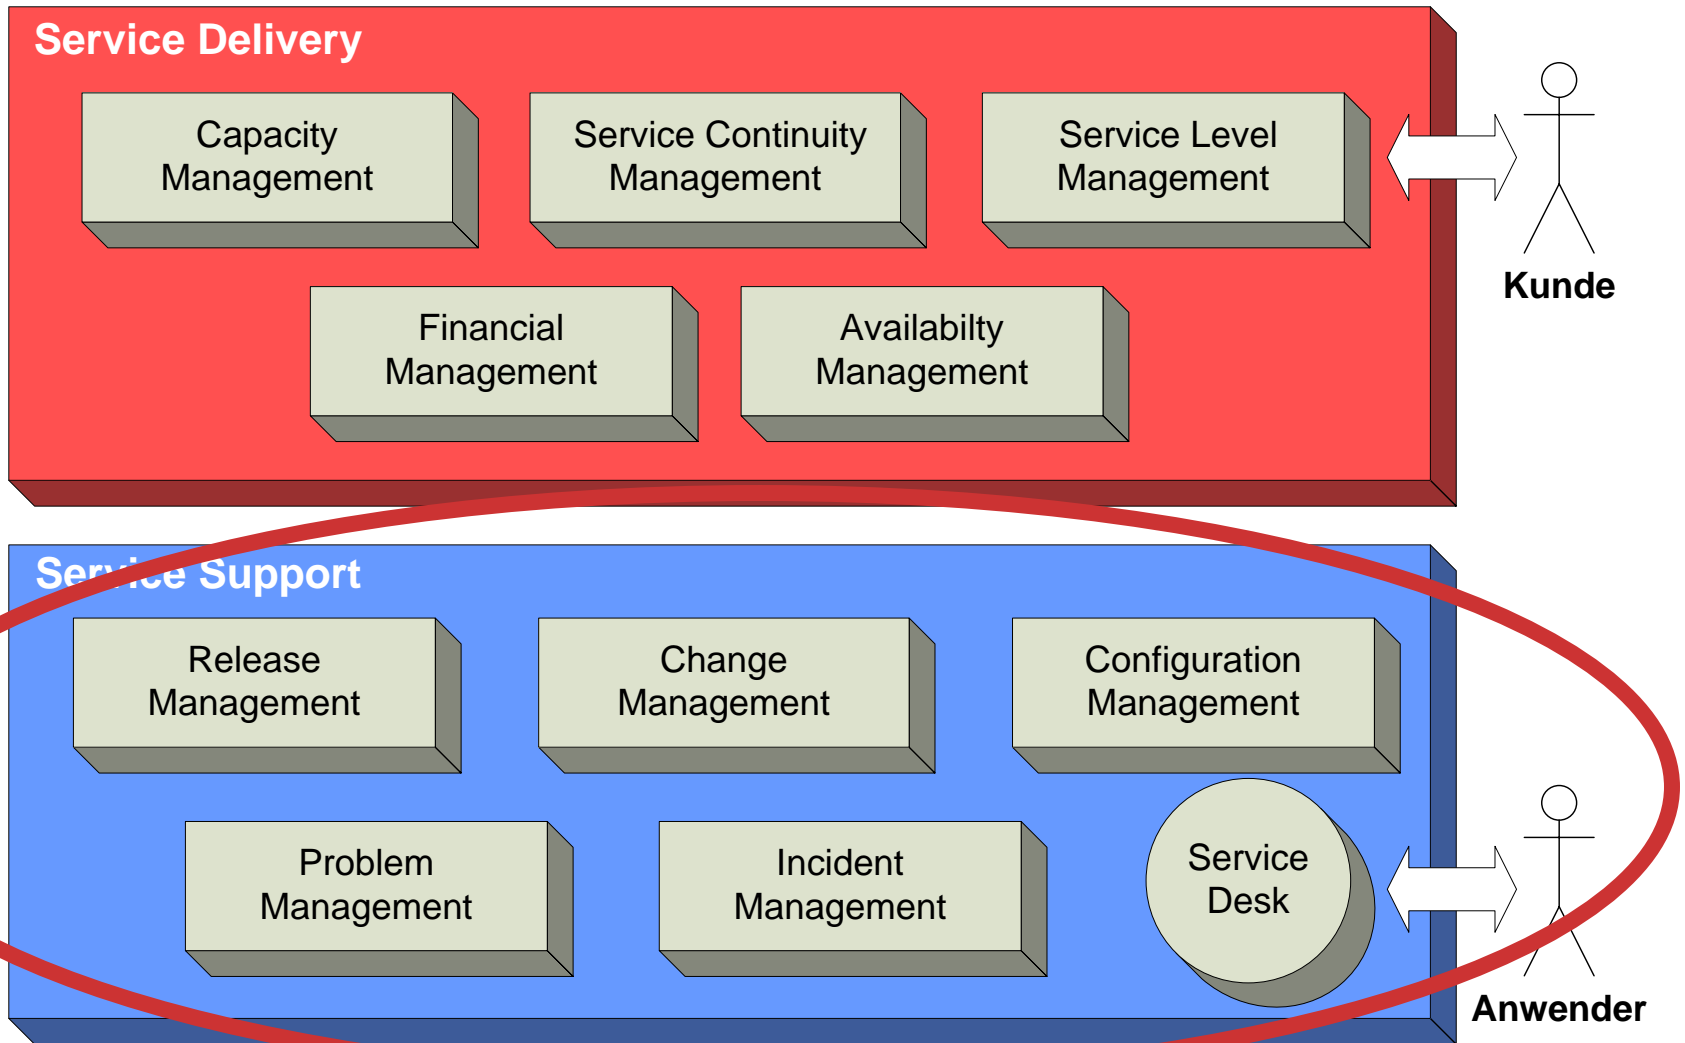 Service Delivery
Capacity
Management
Service Continuity
Management
Service Level
Management
Kunde
Financial
Management
Availabilty
Management
Service Support
Release
Management
Change
Management
Configuration
Management
Problem
Management
Incident
Management
Service
Desk
Anwender